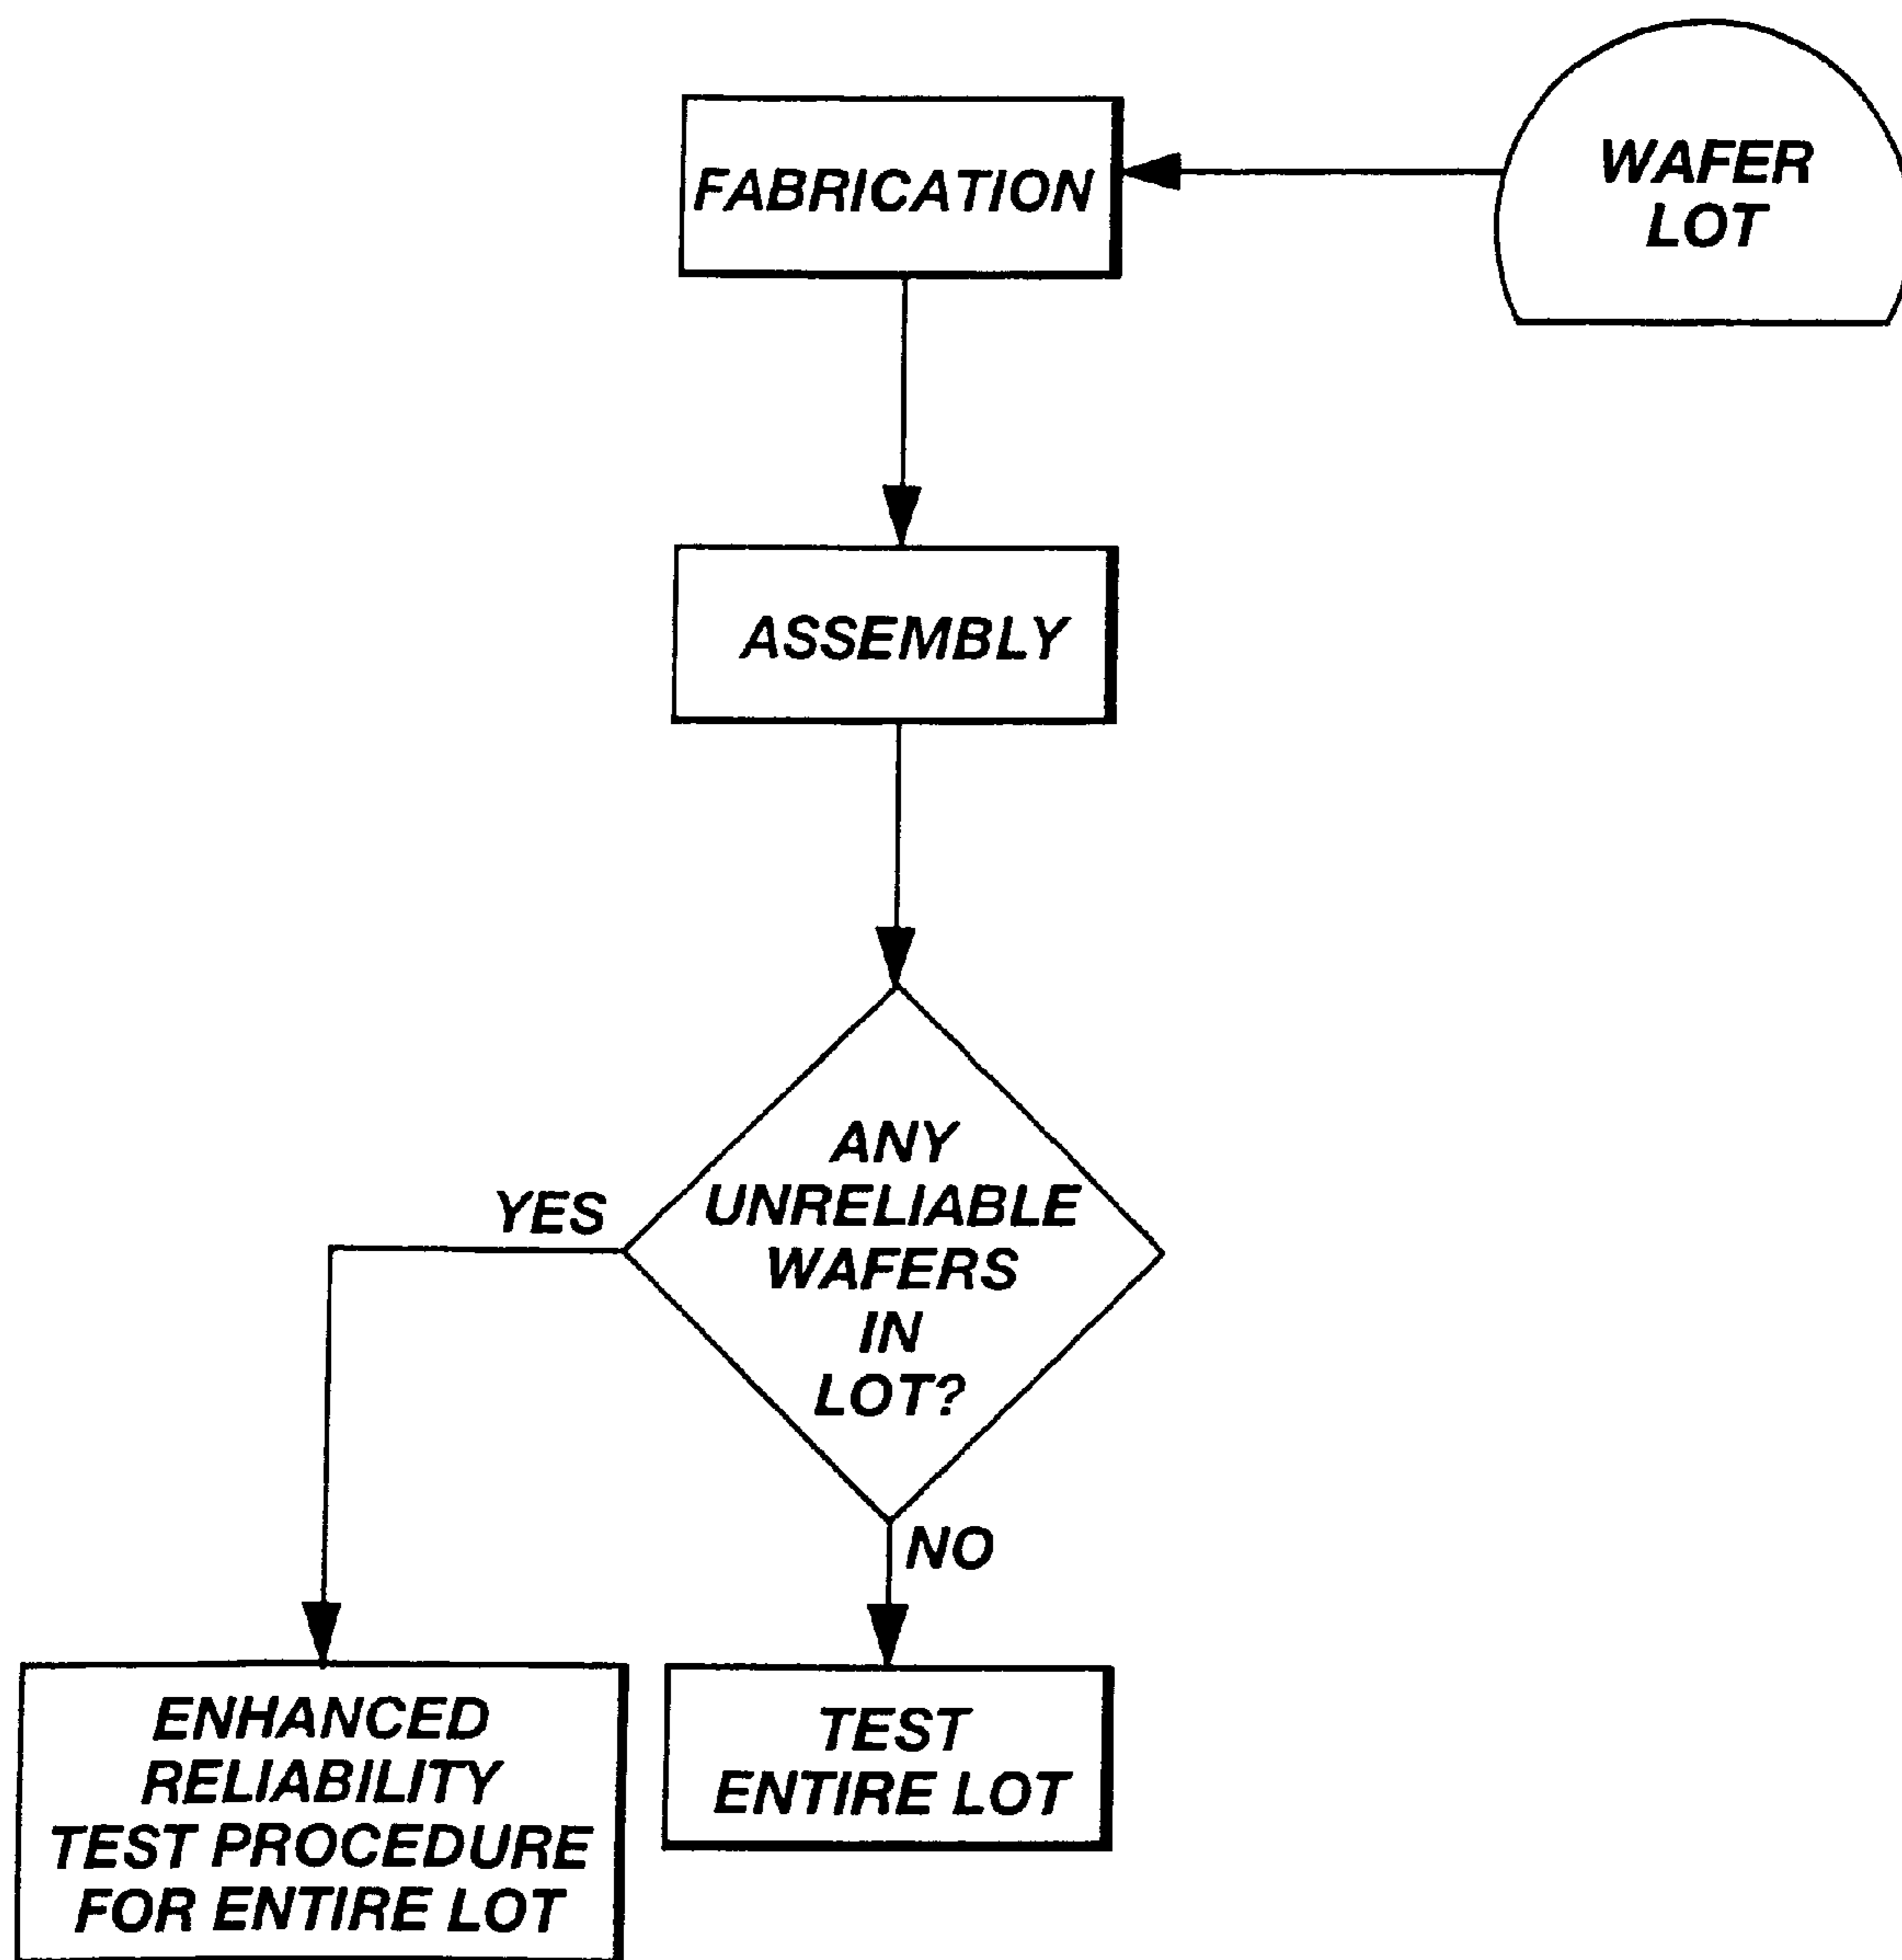 WAFER
LOT
FABRICATION
ASSEMBLY
ANY
UNRELIABLE
WAFERS
IN
LOT?
YES
NO
ENHANCED
RELIABILITY
TEST PROCEDURE
FOR ENTIRE LOT
TEST
ENTIRE LOT